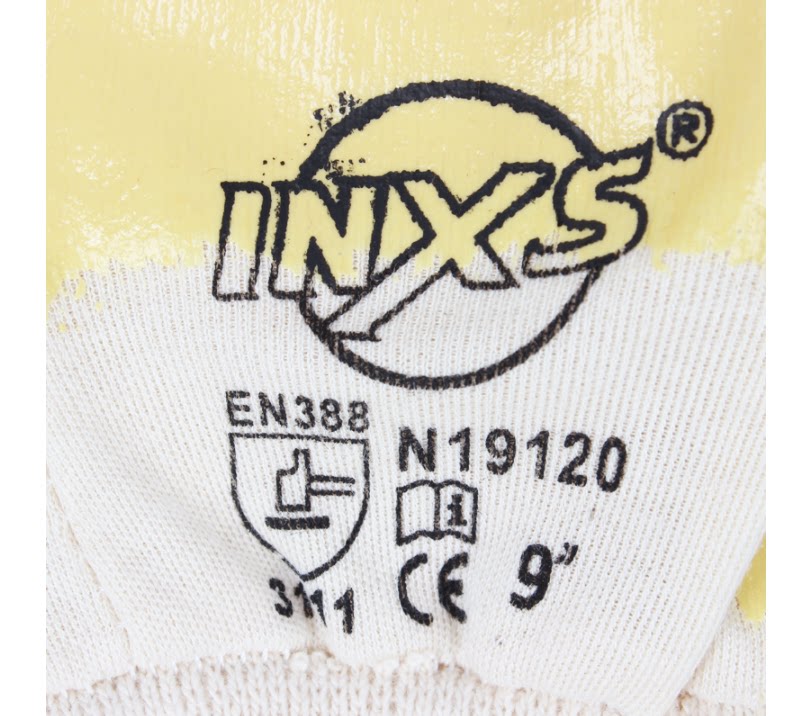 INXS®
EN388
N19120
i
3111
CE 9”